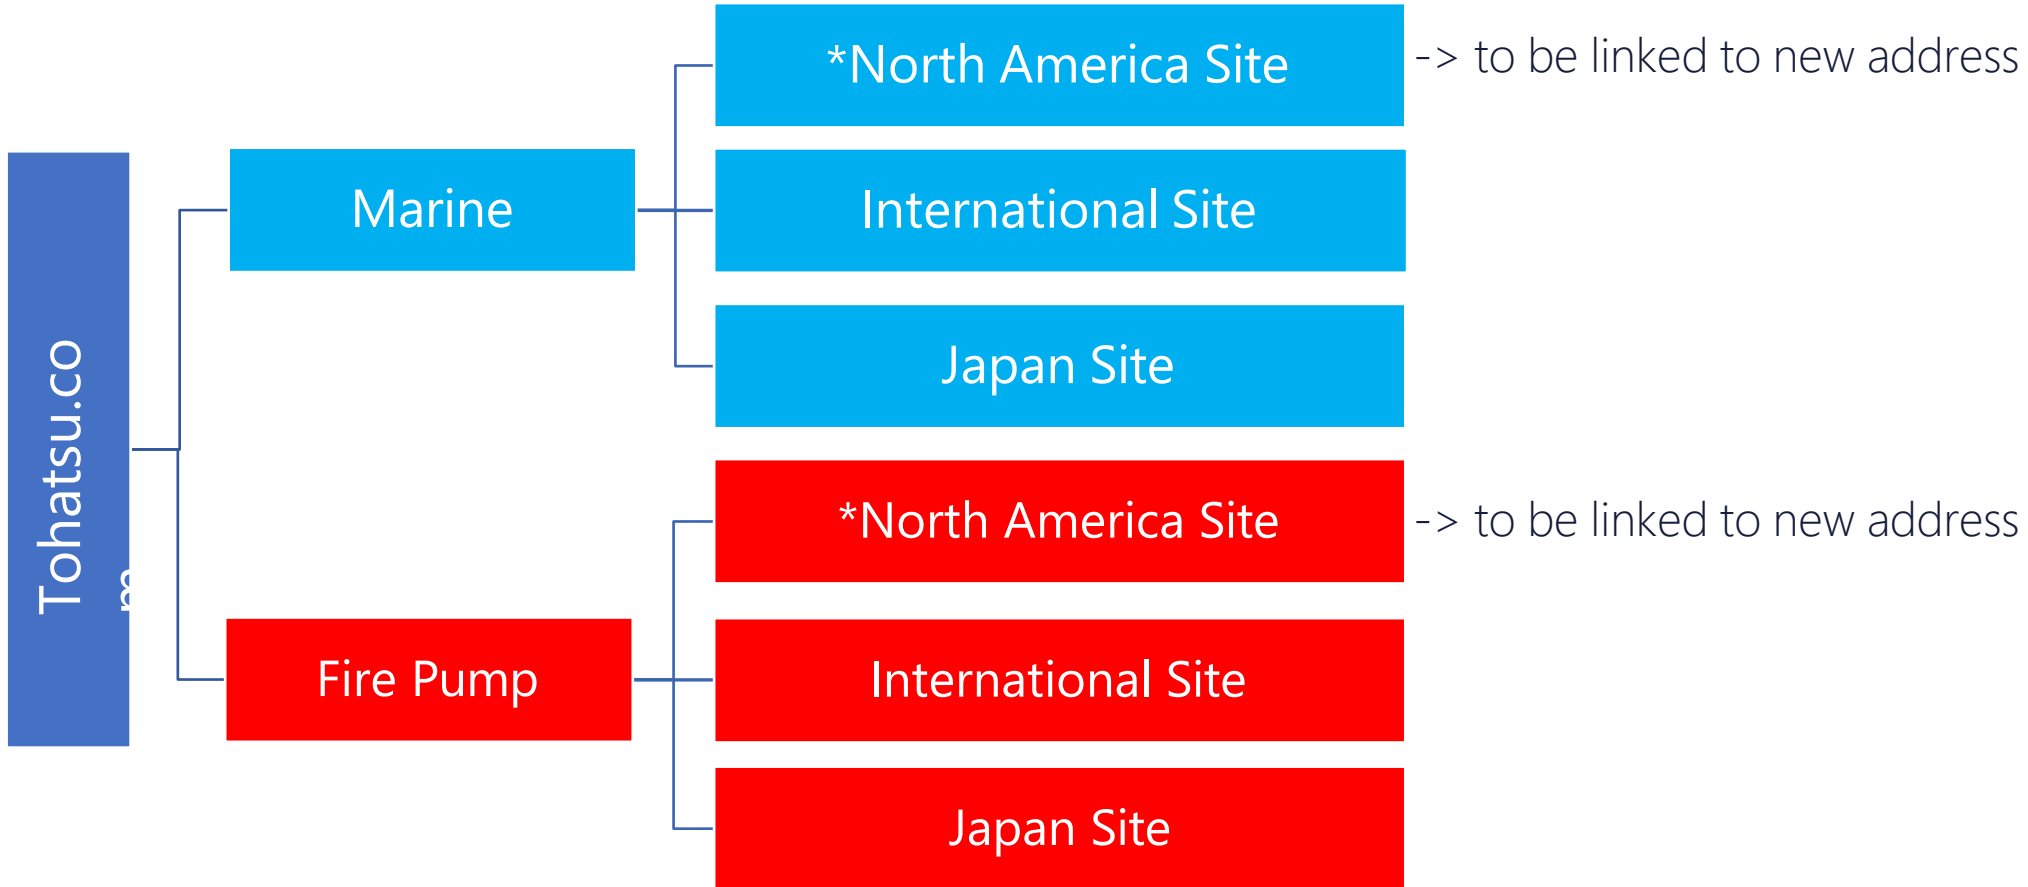 *North America Site
-> to be linked to new address
Marine
International Site
Japan Site
Tohatsu.co
m
*North America Site
-> to be linked to new address
Fire Pump
International Site
Japan Site